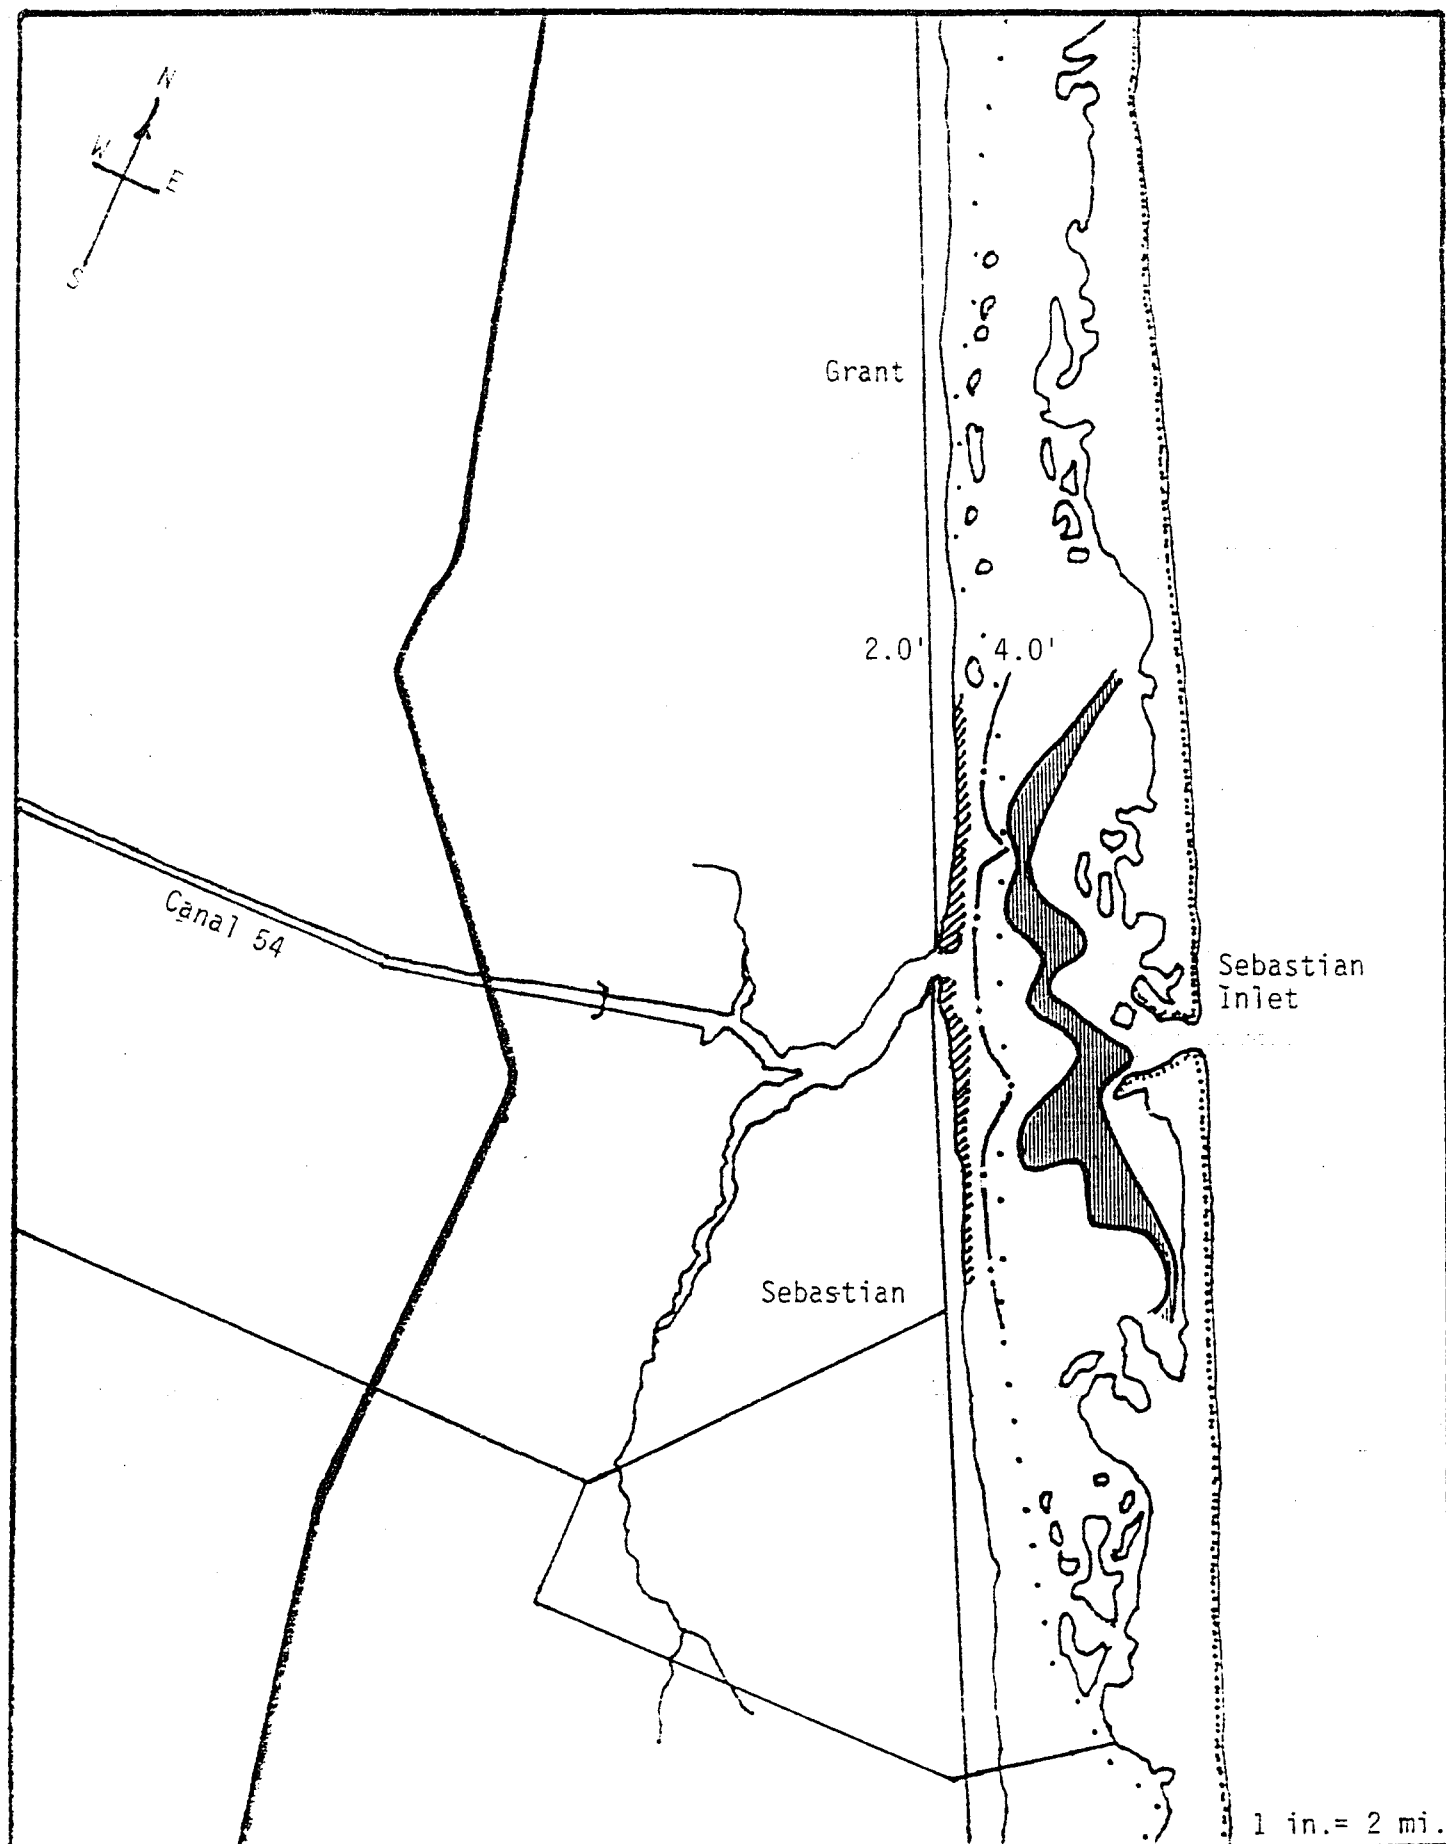 N
W
E
S
Grant
2.0' 4.0'
Canal 54
Sebastian
Inlet
Sebastian
1 in.= 2 mi.